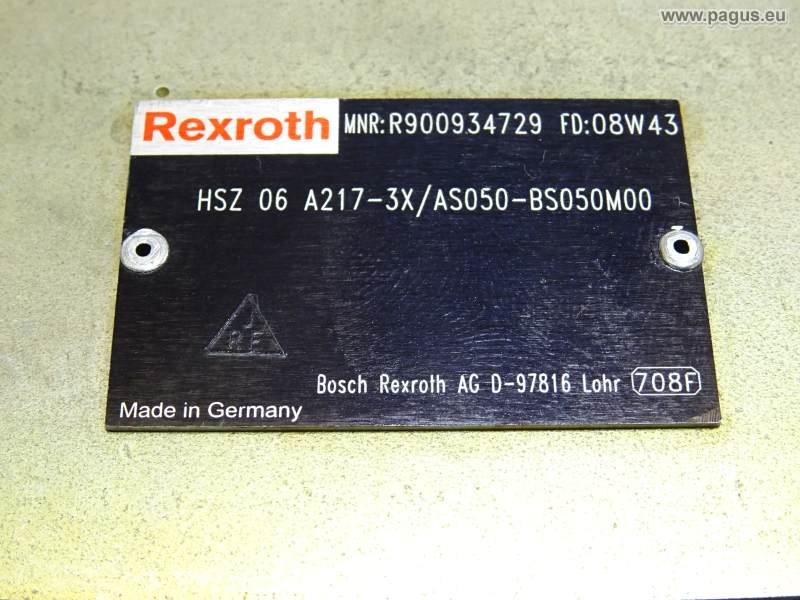 www.pagus.eu
Rexroth MNR:R900934729 FD:08W43
HSZ 06 A217-3X/AS050-BS050M00
J
R F
Bosch Rexroth AG D-97816 Lohr 708F
Made in Germany